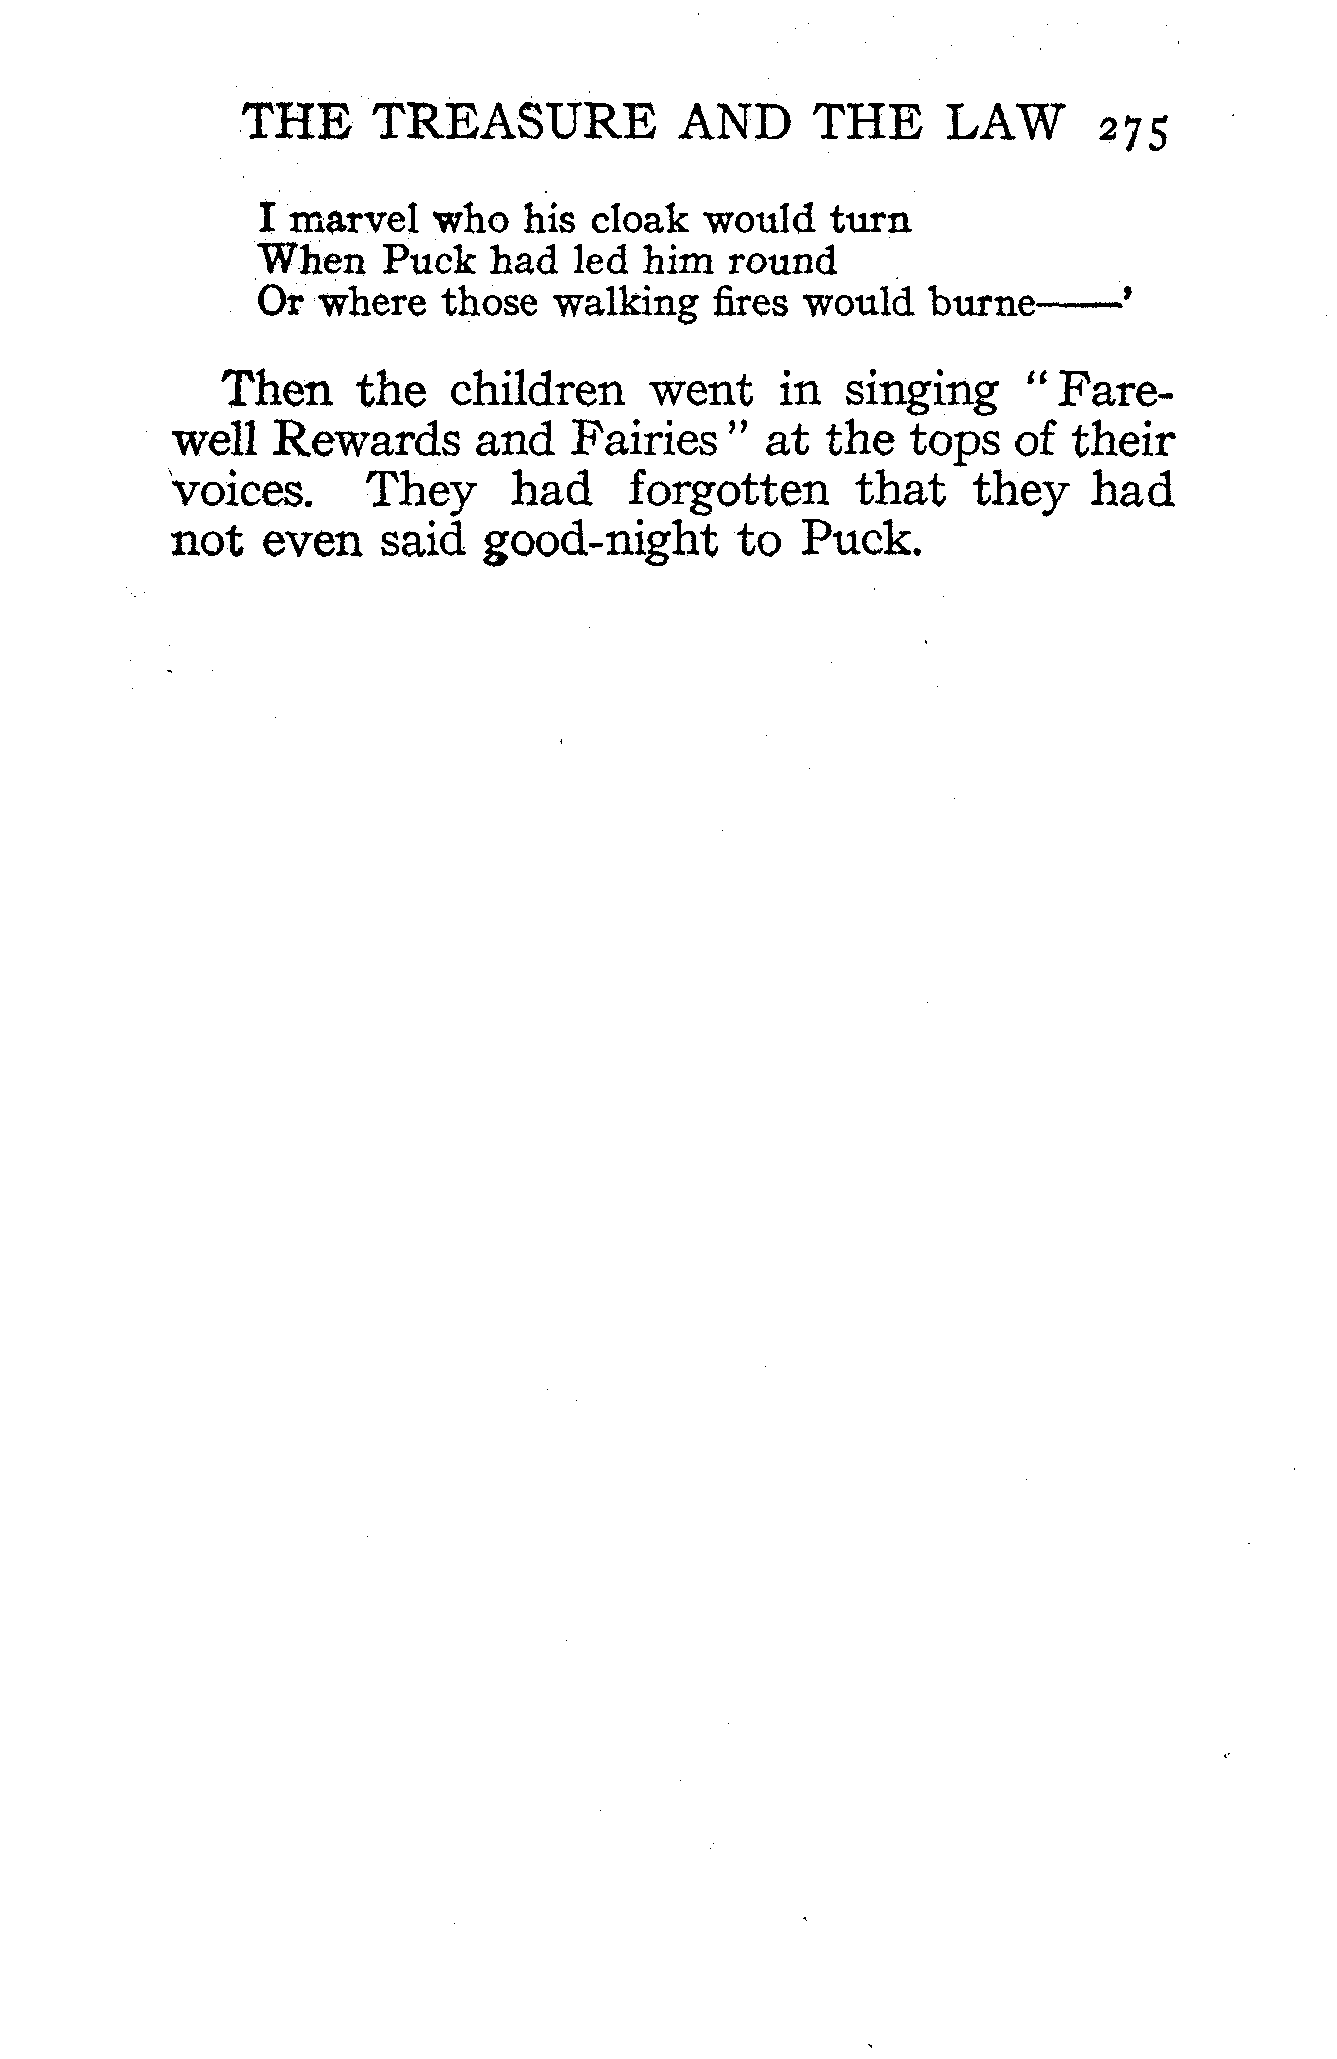 THE TREASURE AND THE LAW 275
I marvel who his cloak would turn
When Puck had led him round
Or where those walking fires would burne——’
Then the children went in singing “Fare-
well Rewards and Fairies” at the tops of their
voices. They had forgotten that they had
not even said good-night to Puck.